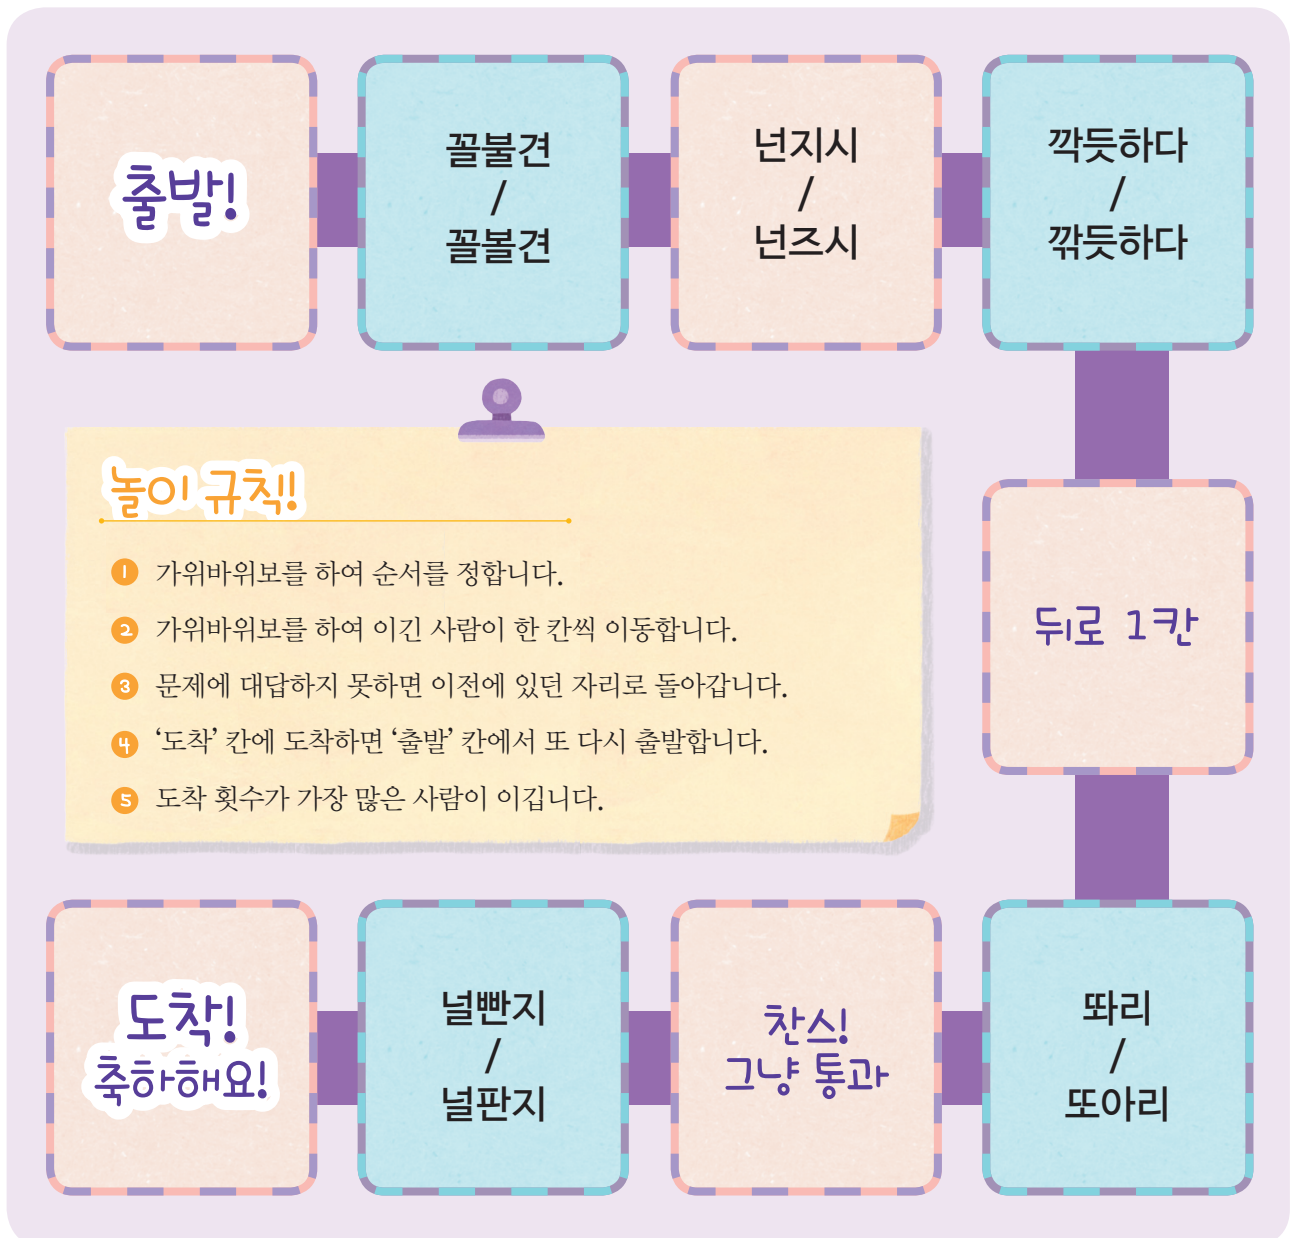 출발!
꼴불견
/
꼴볼견
넌지시
/
넌즈시
깍듯하다
/
깎듯하다
뒤로 1칸
놀이 규칙!
1 가위바위보를 하여 순서를 정합니다.
2 가위바위보를 하여 이긴 사람이 한 칸씩 이동합니다.
3 문제에 대답하지 못하면 이전에 있던 자리로 돌아갑니다.
4 ‘도착’ 칸에 도착하면 ‘출발’ 칸에서 또 다시 출발합니다.
5 도착 횟수가 가장 많은 사람이 이깁니다.
도착!
축하해요!
널빤지
/
널판지
찬스!
그냥 통과
똬리
/
또아리